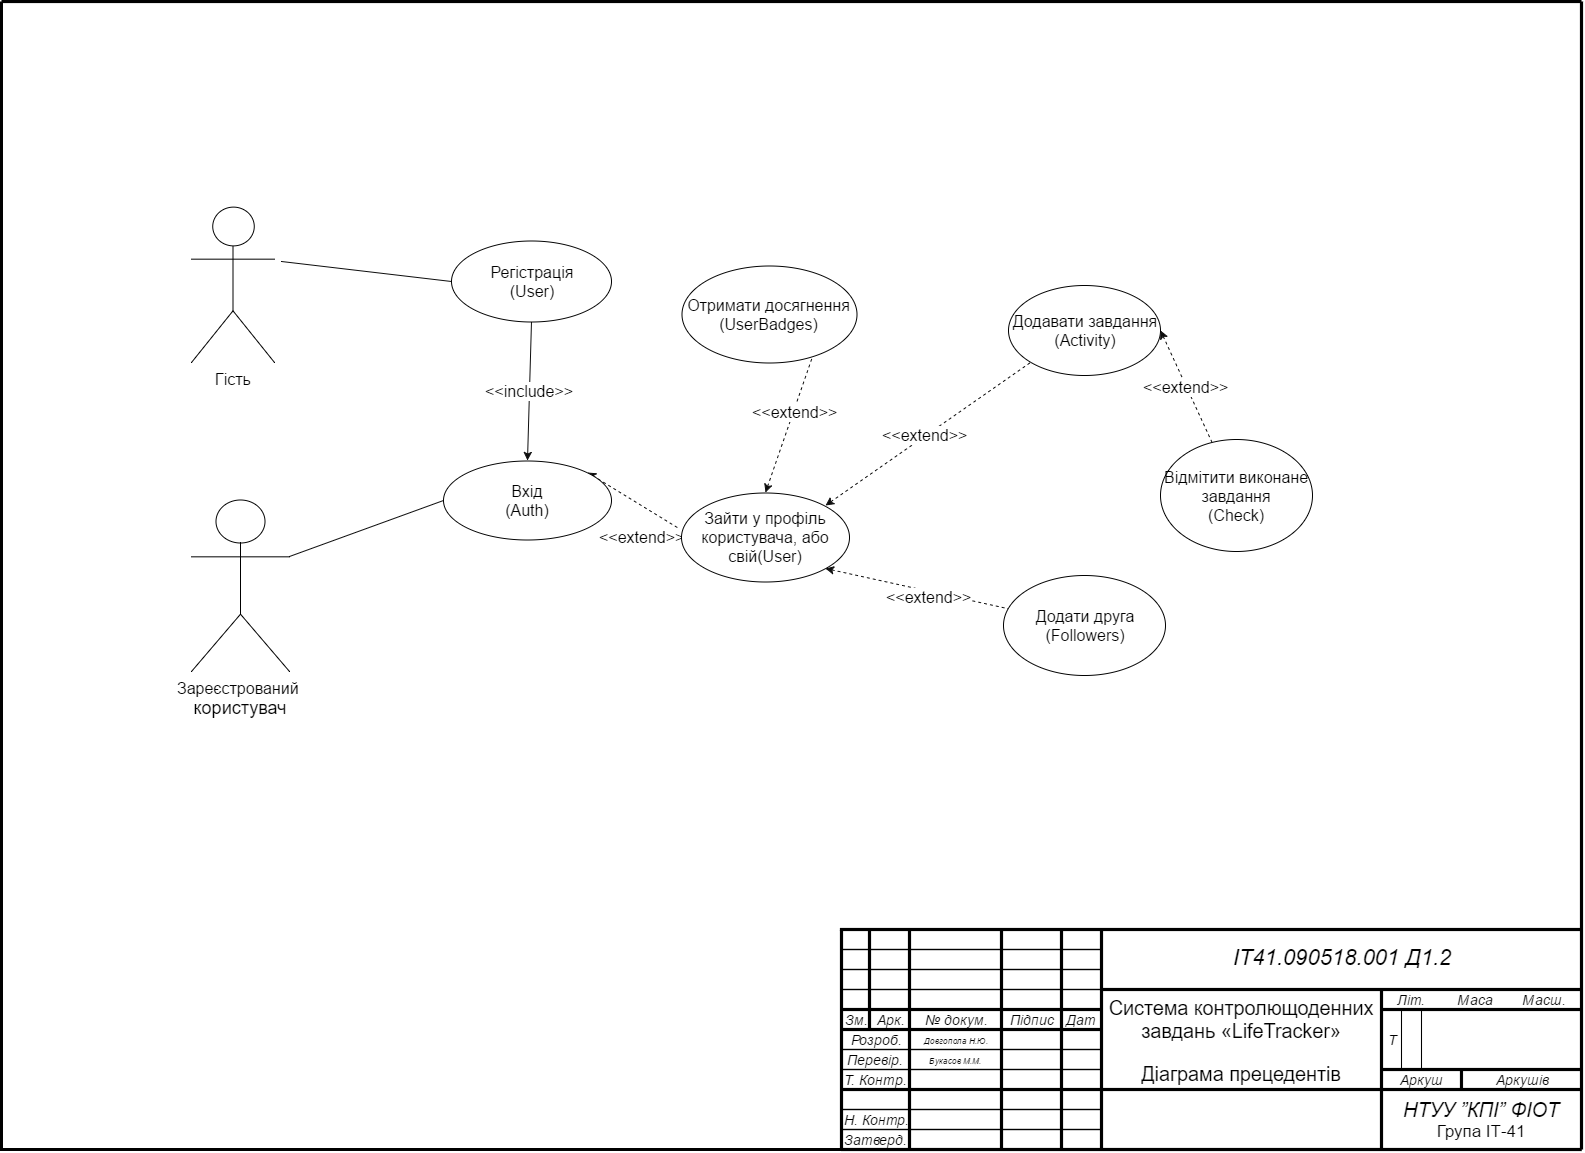 Гість
Регістрація
(User)
<<include>>
Вхід
(Auth)
Зареєстрований
користувач
<<extend>>
Отримати досягнення
(UserBadges)
<<extend>>
Зайти у профіль
користувача, або
свій(User)
Додавати завдання
(Activity)
<<extend>>
<<extend>>
Відмітити виконане
завдання
(Check)
<<extend>>
Додати друга
(Followers)
ІТ41.090518.001 Д1.2
Система контролющоденних
завдань «LifeTracker»
Діаграма прецедентів
Літ. Маса Масш.
Т
Аркуш Аркушів
НТУУ ”КПІ” ФІОТ
Група ІТ-41
Зм. Арк. № докум. Підпис Дат
Розроб. Довгопола Н.Ю.
Перевір. Букасов М.М.
Т. Контр.
Н. Контр.
Затверд.